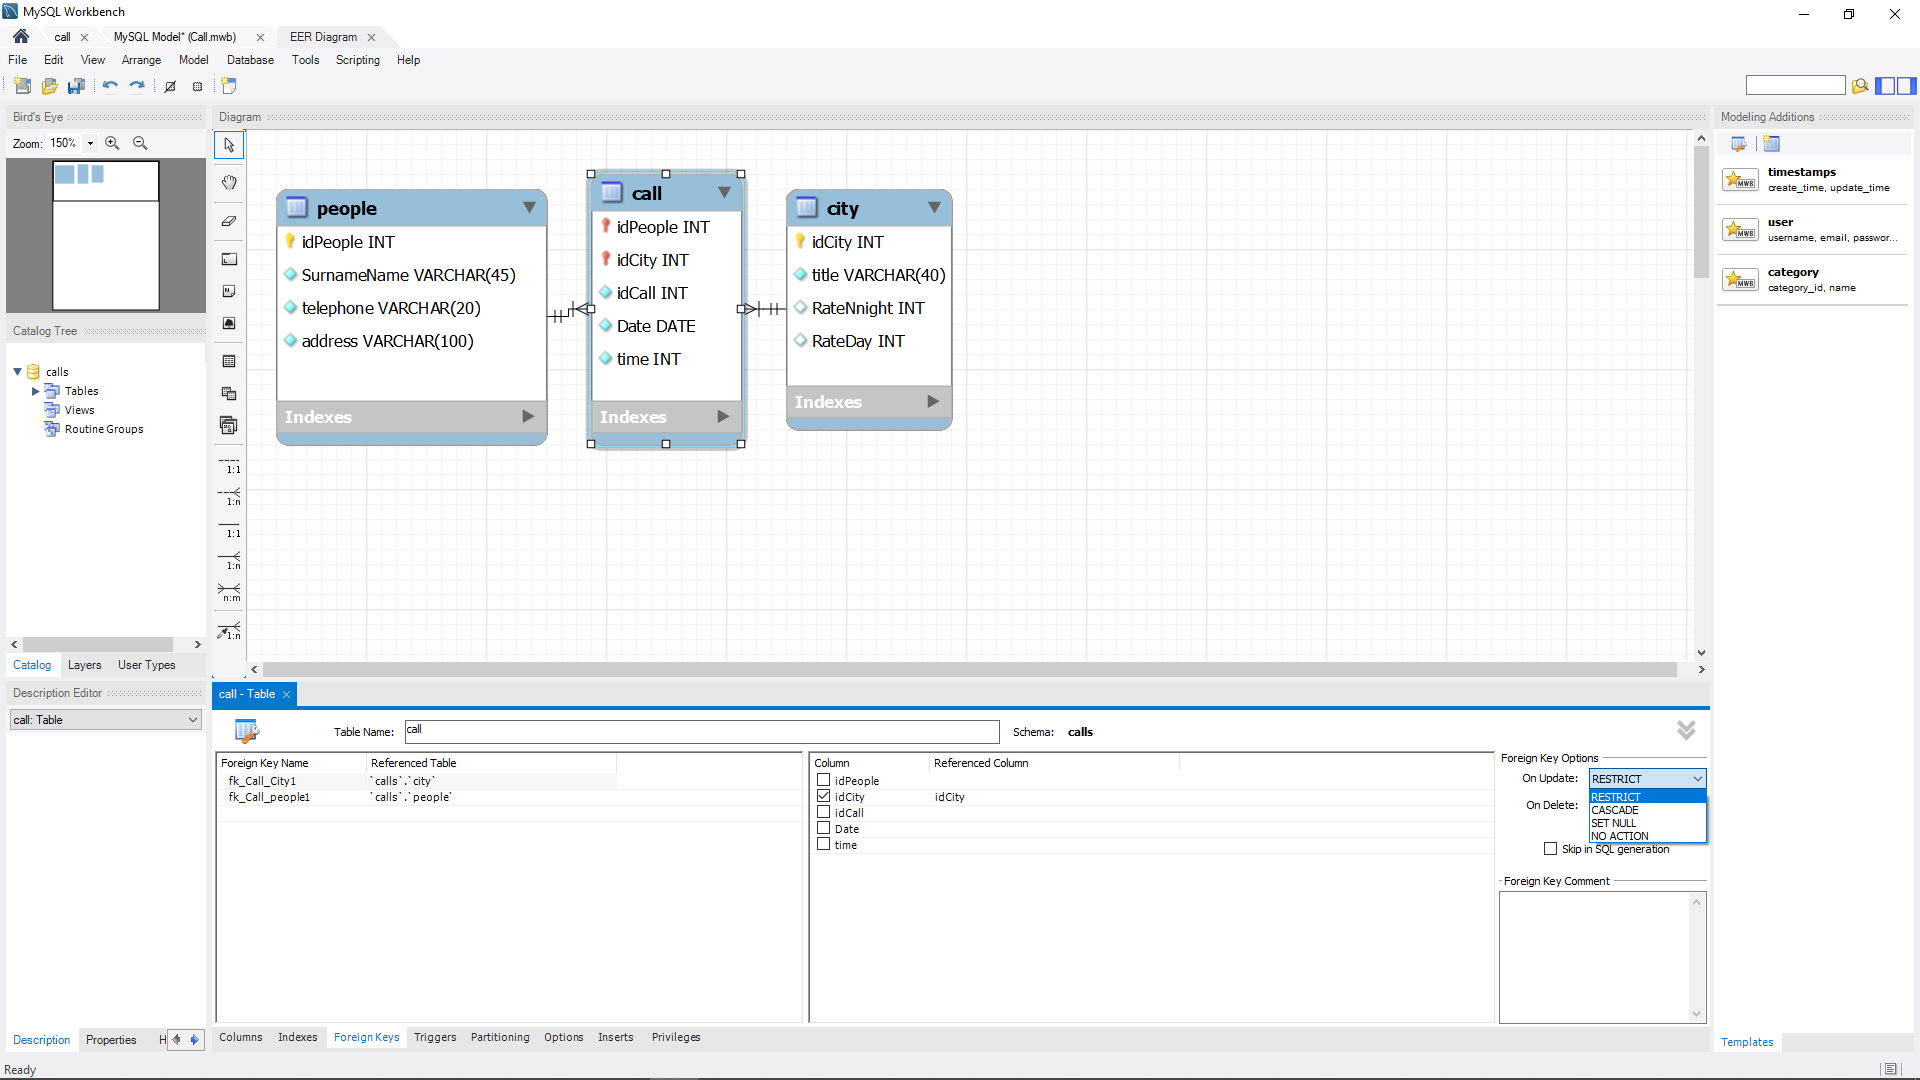 MySQL Workbench
call
MySQL Model* (Call.mwb)
EER Diagram
File Edit View Arrange Model Database Tools Scripting Help
Bird's Eye
Zoom: 150%
Catalog Tree
calls
Tables
Views
Routine Groups
Catalog Layers User Types
Description Editor
call: Table
Description Properties H
Diagram
1:1
1:n
1:1
1:n
n:m
1:n
people
idPeople INT
SurnameName VARCHAR(45)
telephone VARCHAR(20)
address VARCHAR(100)
Indexes
call
idPeople INT
idCity INT
idCall INT
Date DATE
time INT
Indexes
city
idCity INT
title VARCHAR(40)
RateNnight INT
RateDay INT
Indexes
Modeling Additions
MWB
timestamps
create_time, update_time
MWB
user
username, email, passwor...
MWB
category
category_id, name
Templates
call - Table
Table Name: call
Schema: calls
Foreign Key Name Referenced Table
fk_Call_City1 `calls`.`city`
fk_Call_people1 `calls`.`people`
Column Referenced Column
idPeople
idCity idCity
idCall
Date
time
Foreign Key Options
On Update: RESTRICT
RESTRICT
CASCADE
SET NULL
NO ACTION
On Delete:
Skip in SQL generation
Foreign Key Comment
Columns Indexes Foreign Keys Triggers Partitioning Options Inserts Privileges
Ready